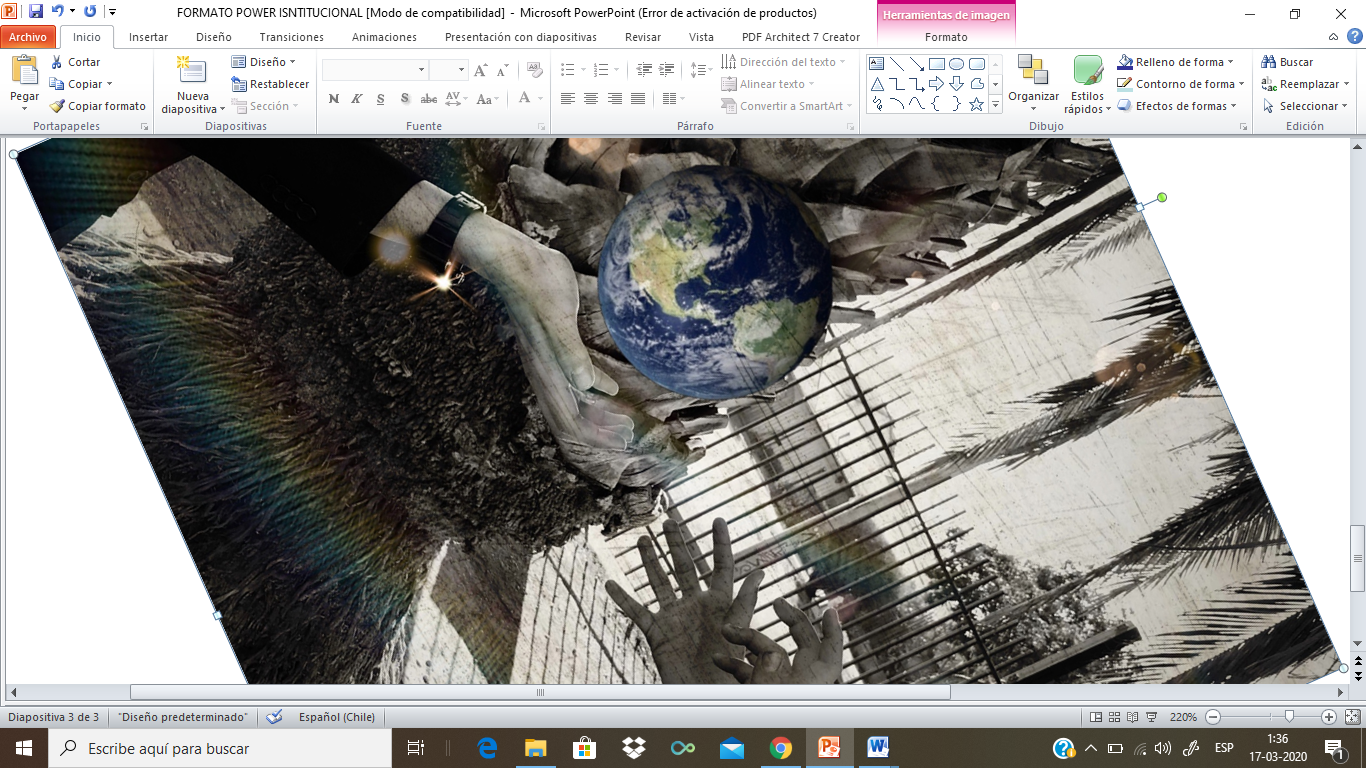 FORMATO POWER ISNTITUCIONAL [Modo de compatibilidad] - Microsoft PowerPoint (Error de activación de productos)
Herramientas de imagen
Archivo Inicio Insertar Diseño Transiciones Animaciones Presentación con diapositivas Revisar Vista PDF Architect 7 Creator Formato
Pegar
Cortar
Copiar
Copiar formato
Portapapeles
Nueva
diapositiva
Diseño
Restablecer
Sección
Diapositivas
N K S S abc AV Aa A
Fuente
Dirección del texto
Alinear texto
Convertir a SmartArt
Párrafo
Organizar
Estilos
rápidos
Relleno de forma
Contorno de forma
Efectos de formas
Dibujo
Buscar
Reemplazar
Seleccionar
Edición
Diapositiva 3 de 3 "Diseño predeterminado" Español (Chile) 220%
Escribe aquí para buscar
ESP
1:36
17-03-2020
1